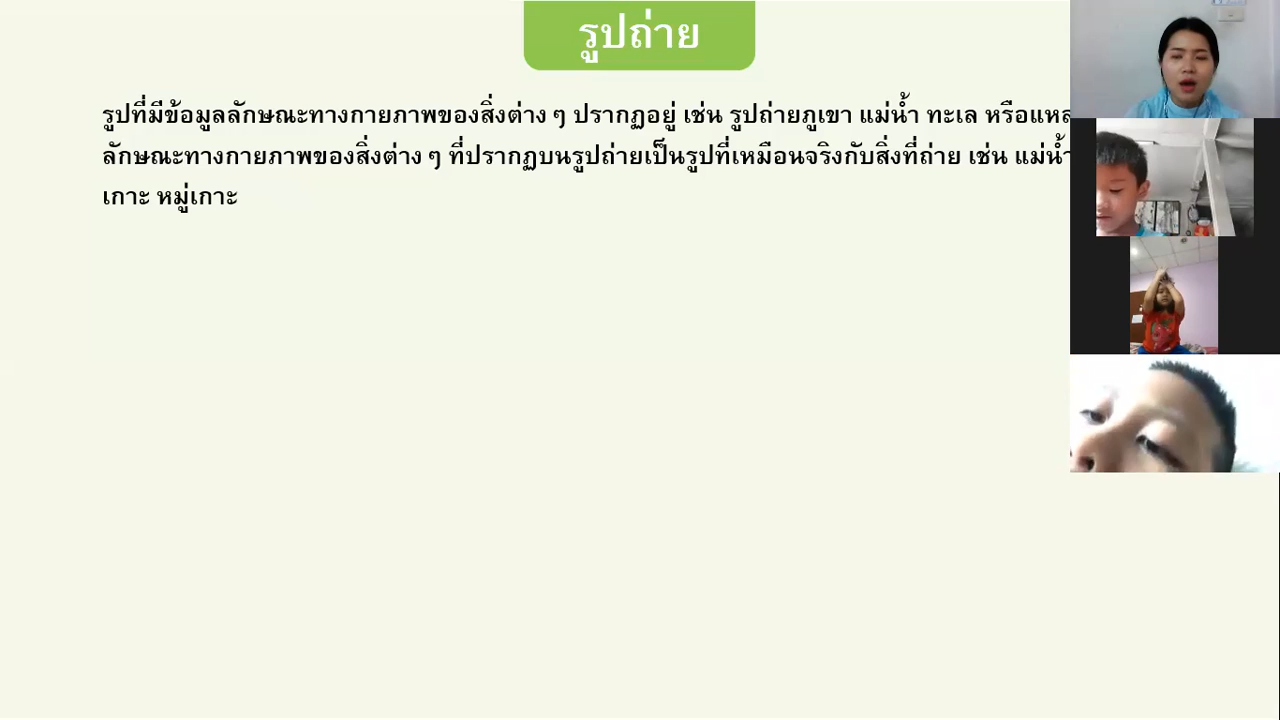 รูปถ่าย
รูปที่มีข้อมูลลักษณะทางกายภาพของสิ่งต่าง ๆ ปรากฏอยู่ เช่น รูปถ่ายภูเขา แม่น้ำ ทะเล หรือ
ลักษณะทางกายภาพของสิ่งต่าง ๆ ที่ปรากฏบนรูปถ่ายเป็นรูปที่เหมือนจริงกับสิ่งที่ถ่าย เช่น แม่น้ำ
เกาะ หมู่เกาะ